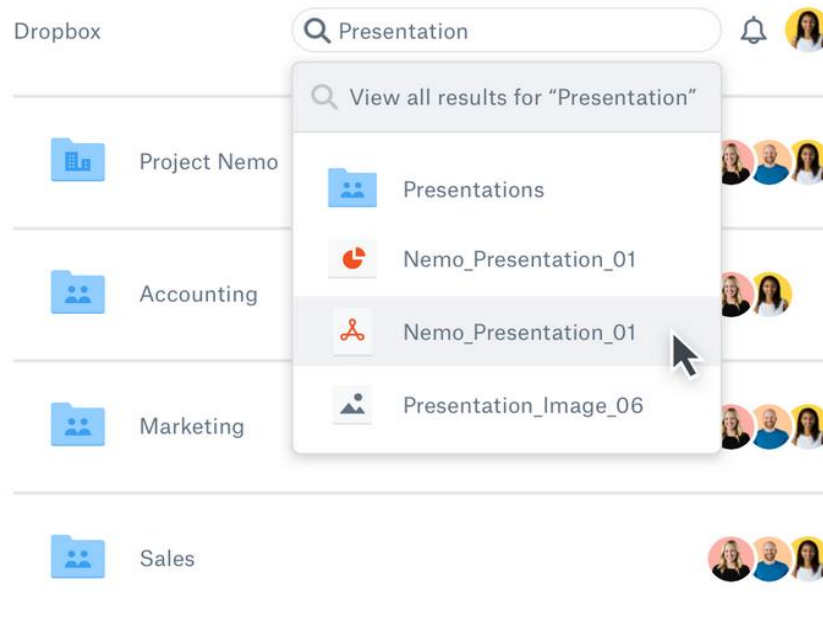 Dropbox
Presentation
View all results for “Presentation”
Project Nemo
Presentations
Nemo_Presentation_01
Accounting
Nemo_Presentation_01
Marketing
Presentation_Image_06
Sales